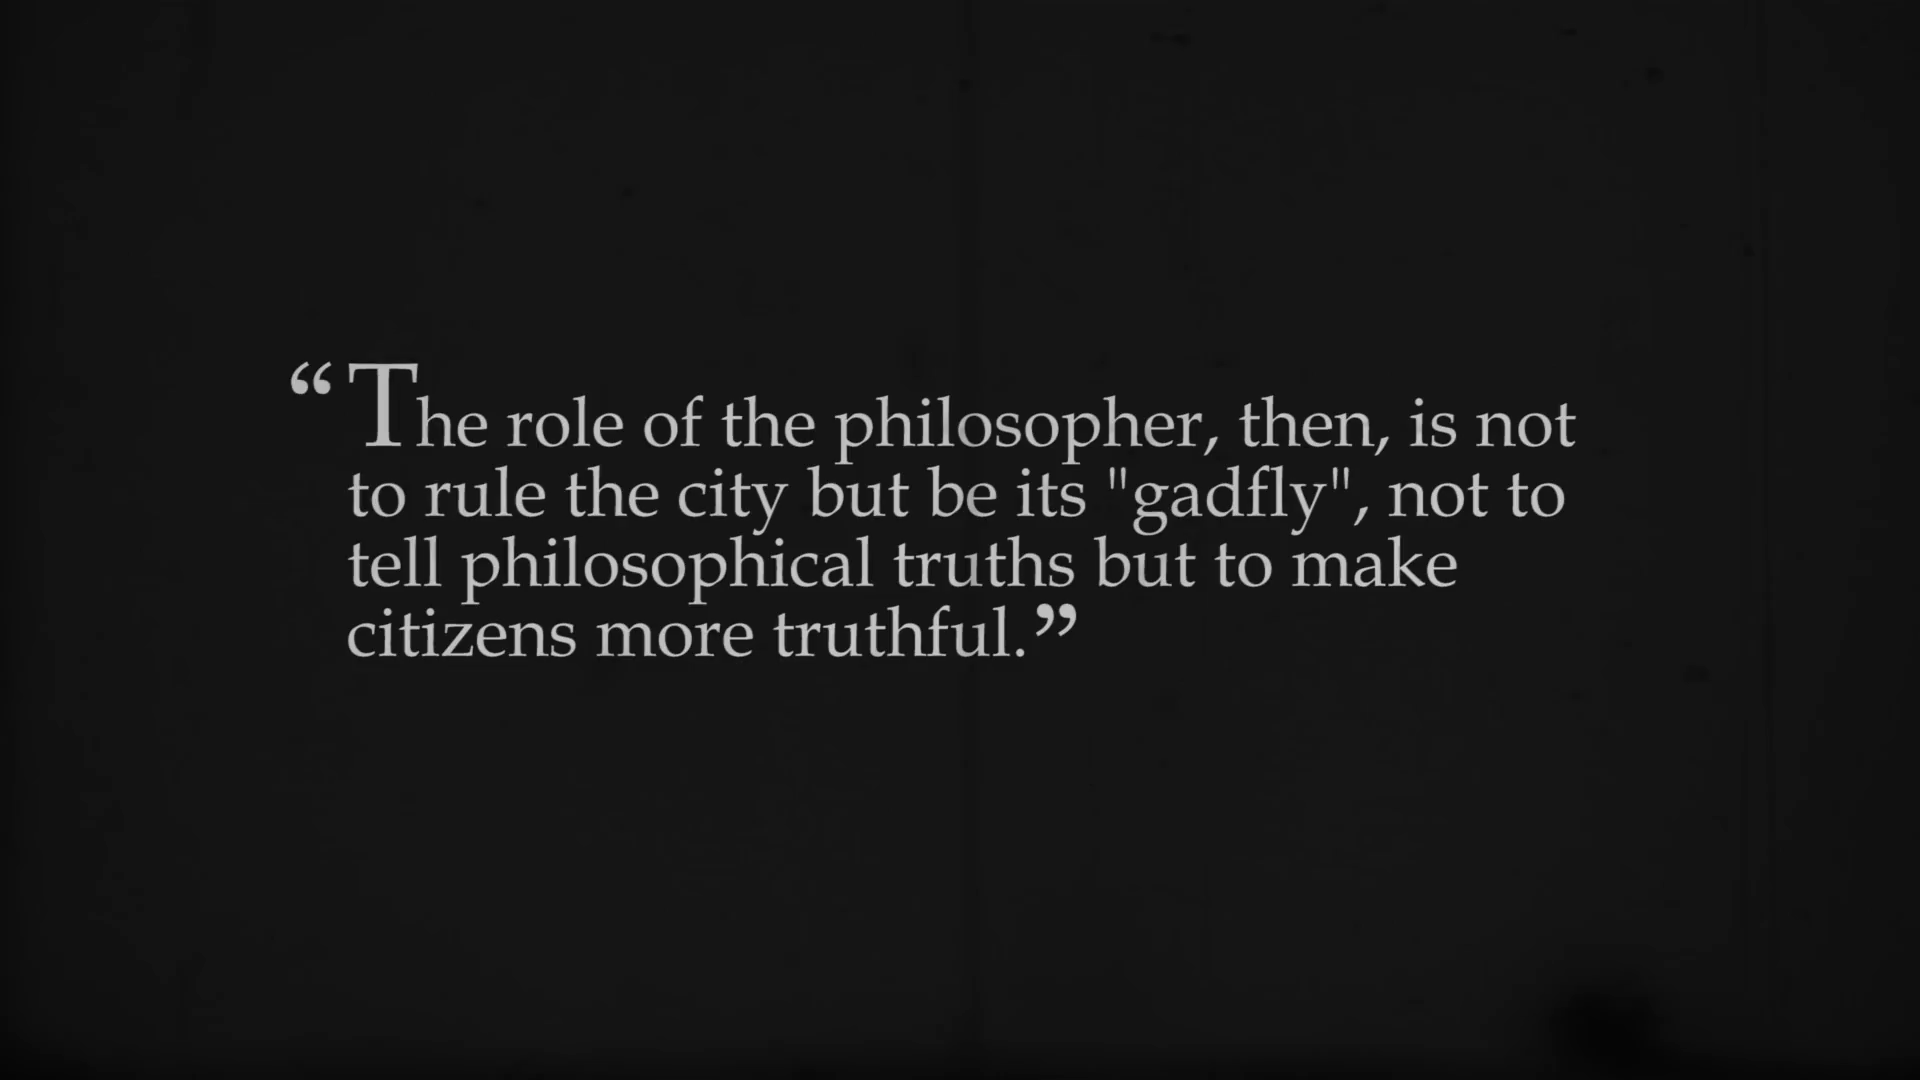 “The role of the philosopher, then, is not
to rule the city but be its "gadfly", not to
tell philosophical truths but to make
citizens more truthful.”